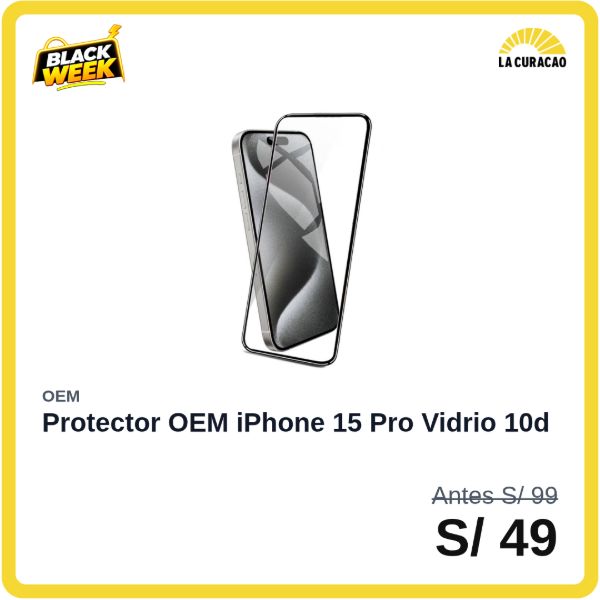 BLACK
WEEK
LA CURACAO
OEM
Protector OEM iPhone 15 Pro Vidrio 10d
Antes S/ 99
S/ 49